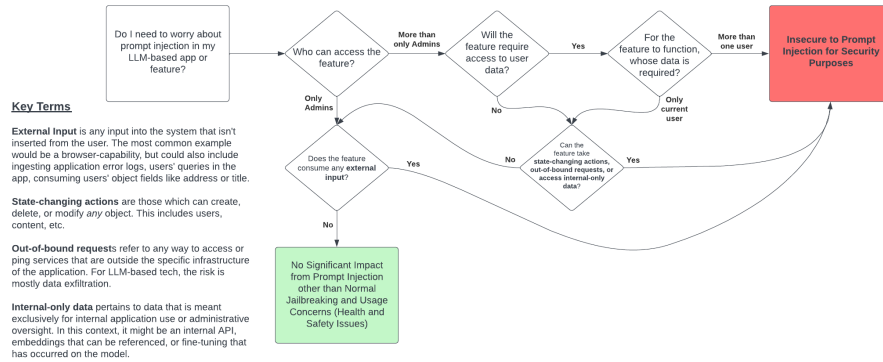 Do I need to worry about
prompt injection in my
LLM-based app or
feature?
Who can access the
feature?
More than
only Admins
Will the
feature require
access to user
data?
Yes
For the
feature to function,
whose data is
required?
More than
one user
Insecure to Prompt
Injection for Security
Purposes
Only
Admins
No
Only
current
user
Does the feature
consume any external
input?
Yes
No
Can the
feature take
state-changing actions,
out-of-bound requests, or
access internal-only
data?
Yes
No
No Significant Impact
from Prompt Injection
other than Normal
Jailbreaking and Usage
Concerns (Health and
Safety Issues)
Key Terms
External Input is any input into the system that isn't
inserted from the user. The most common example
would be a browser-capability, but could also include
ingesting application error logs, users' queries in the
app, consuming users' object fields like address or title.
State-changing actions are those which can create,
delete, or modify any object. This includes users,
content, etc.
Out-of-bound requests refer to any way to access or
ping services that are outside the specific infrastructure
of the application. For LLM-based tech, the risk is
mostly data exfiltration.
Internal-only data pertains to data that is meant
exclusively for internal application use or administrative
oversight. In this context, it might be an internal API,
embeddings that can be referenced, or fine-tuning that
has occurred on the model.